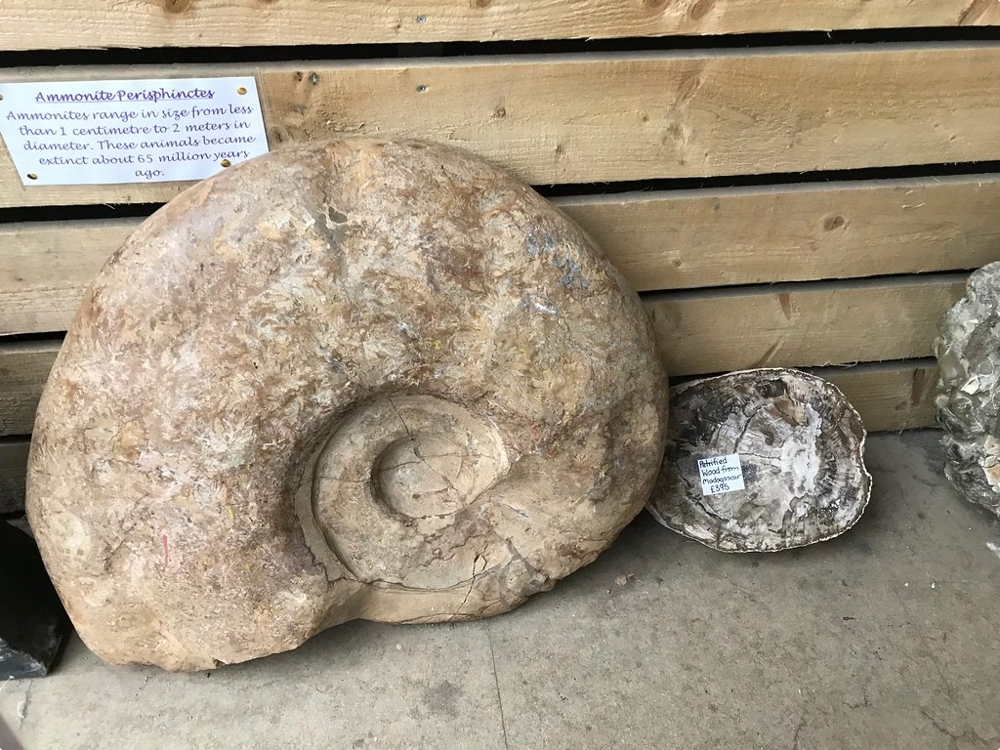 Ammonite Perisphinctes
Ammonites range in size from less
than 1 centimetre to 2 meters in
diameter. These animals became
extinct about 65 million years
ago.
Petrified
Wood from
Madagascar
£395